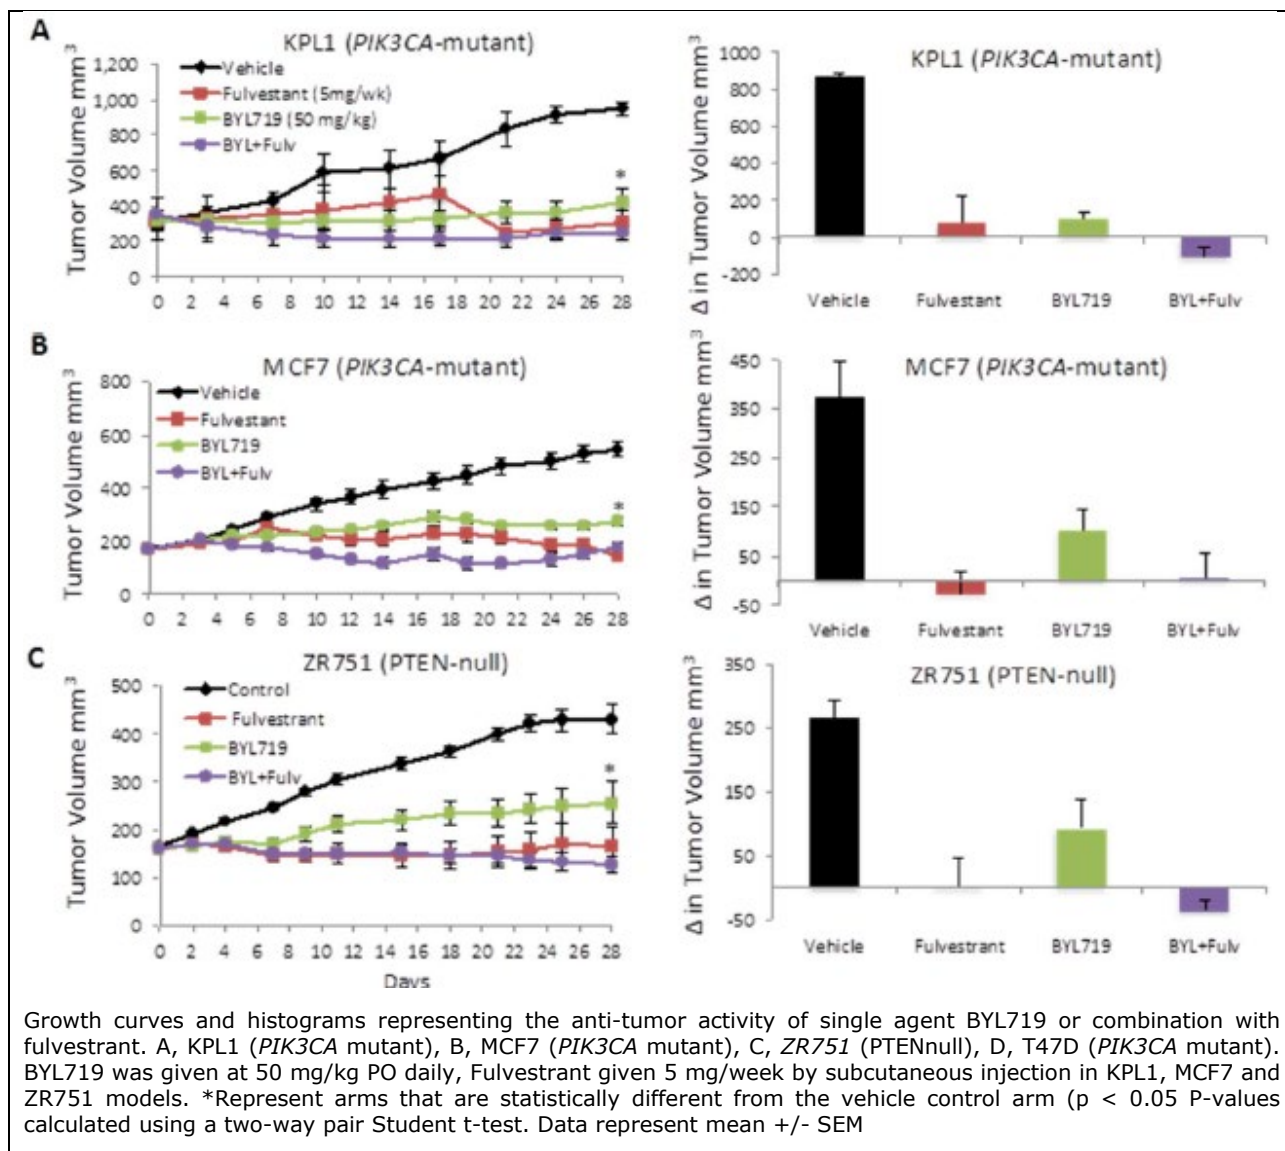 A
KPL1 (PIK3CA-mutant)
Tumor Volume mm³
1,200
1,000
800
600
400
200
0
Vehicle
Fulvestant (5mg/wk)
BYL719 (50 mg/kg)
BYL+Fulv
*
0 2 4 6 8 10 12 14 16 18 20 22 24 26 28
KPL1 (PIK3CA-mutant)
Δ in Tumor Volume mm³
1000
800
600
400
200
0
-200
Vehicle Fulvestant BYL719 BYL+Fulv
B
MCF7 (PIK3CA-mutant)
Tumor Volume mm³
800
600
400
200
0
Vehicle
Fulvestant
BYL719
BYL+Fulv
*
0 2 4 6 8 10 12 14 16 18 20 22 24 26 28
MCF7 (PIK3CA-mutant)
Δ in Tumor Volume mm³
450
350
250
150
50
-50
Vehicle Fulvestant BYL719 BYL+Fulv
C
ZR751 (PTEN-null)
Tumor Volume mm³
500
400
300
200
100
0
Control
Fulvestrant
BYL719
BYL+Fulv
*
0 2 4 6 8 10 12 14 16 18 20 22 24 26 28
Days
ZR751 (PTEN-null)
Δ in Tumor Volume mm³
350
250
150
50
-50
Vehicle Fulvestrant BYL719 BYL+Fulv
Growth curves and histograms representing the anti-tumor activity of single agent BYL719 or combination with
fulvestrant. A, KPL1 (PIK3CA mutant), B, MCF7 (PIK3CA mutant), C, ZR751 (PTENnull), D, T47D (PIK3CA mutant).
BYL719 was given at 50 mg/kg PO daily, Fulvestrant given 5 mg/week by subcutaneous injection in KPL1, MCF7 and
ZR751 models. *Represent arms that are statistically different from the vehicle control arm (p < 0.05 P-values
calculated using a two-way pair Student t-test. Data represent mean +/- SEM